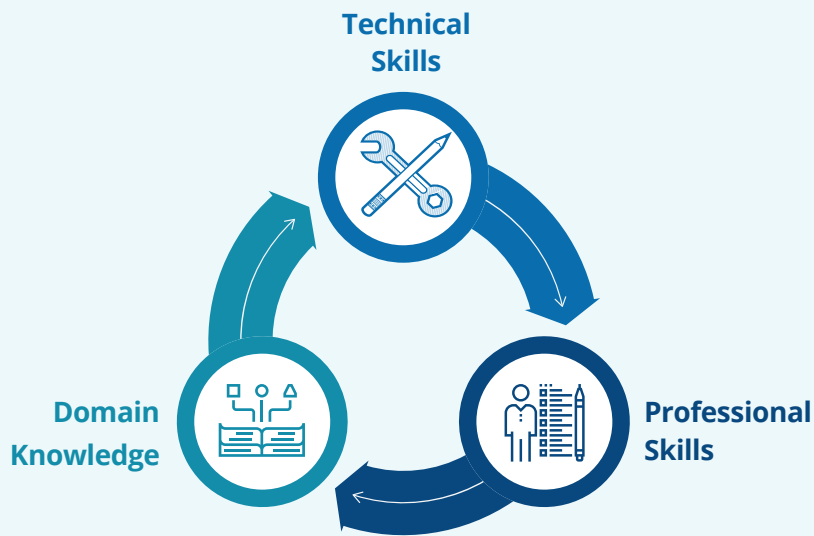 Technical
Skills
Domain
Knowledge
Professional
Skills